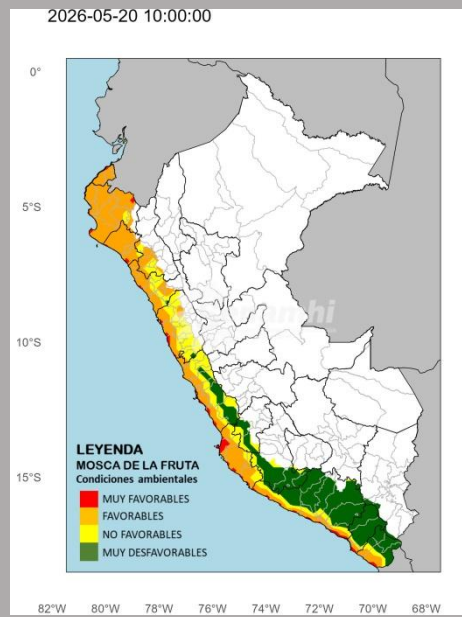 2026-05-20 10:00:00
0°
5°S
10°S
15°S
LEYENDA
MOSCA DE LA FRUTA
Condiciones ambientales
MUY FAVORABLES
FAVORABLES
NO FAVORABLES
MUY DESFAVORABLES
82°W 80°W 78°W 76°W 74°W 72°W 70°W 68°W